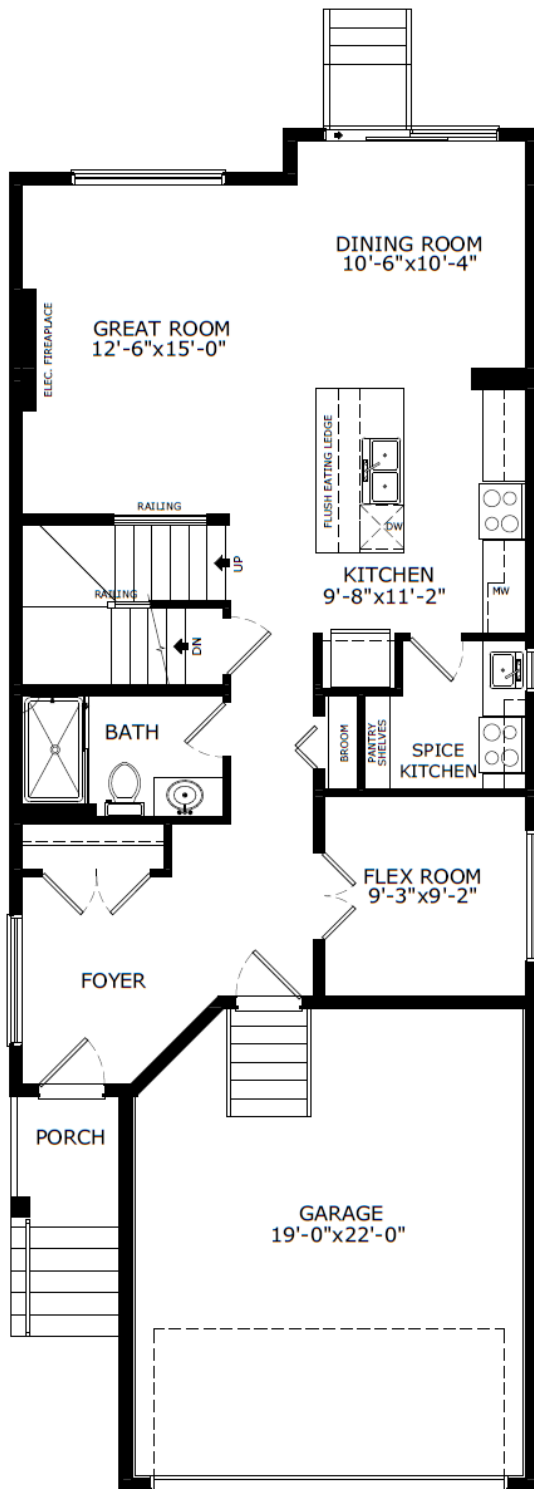 DINING ROOM
10'-6"x10'-4"
GREAT ROOM
12'-6"x15'-0"
ELEC. FIREAPLACE
FLUSH EATING LEDGE
DW
RAILING
UP
KITCHEN
9'-8"x11'-2"
MW
RAILING
DN
BATH
BROOM
PANTRY
SHELVES
SPICE
KITCHEN
FLEX ROOM
9'-3"x9'-2"
FOYER
PORCH
GARAGE
19'-0"x22'-0"